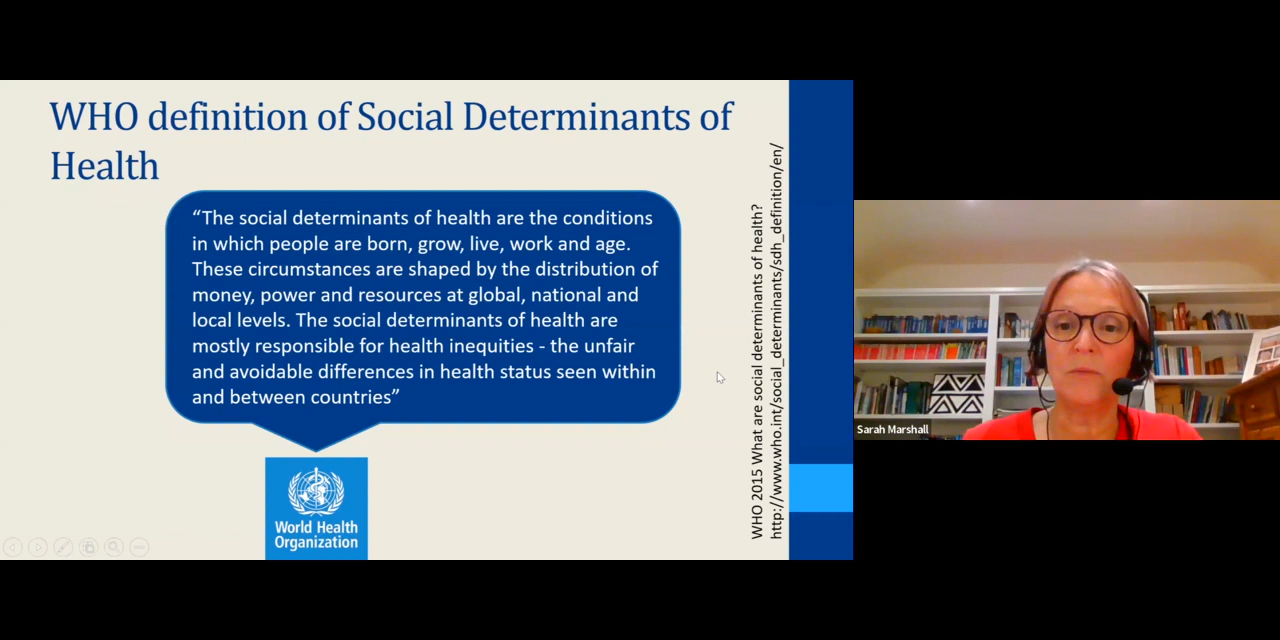 WHO definition of Social Determinants of
Health
“The social determinants of health are the conditions
in which people are born, grow, live, work and age.
These circumstances are shaped by the distribution of
money, power and resources at global, national and
local levels. The social determinants of health are
mostly responsible for health inequities - the unfair
and avoidable differences in health status seen within
and between countries”
World Health
Organization
WHO 2015 What are social determinants of health?
http://www.who.int/social_determinants/sdh_definition/en/
Sarah Marshall